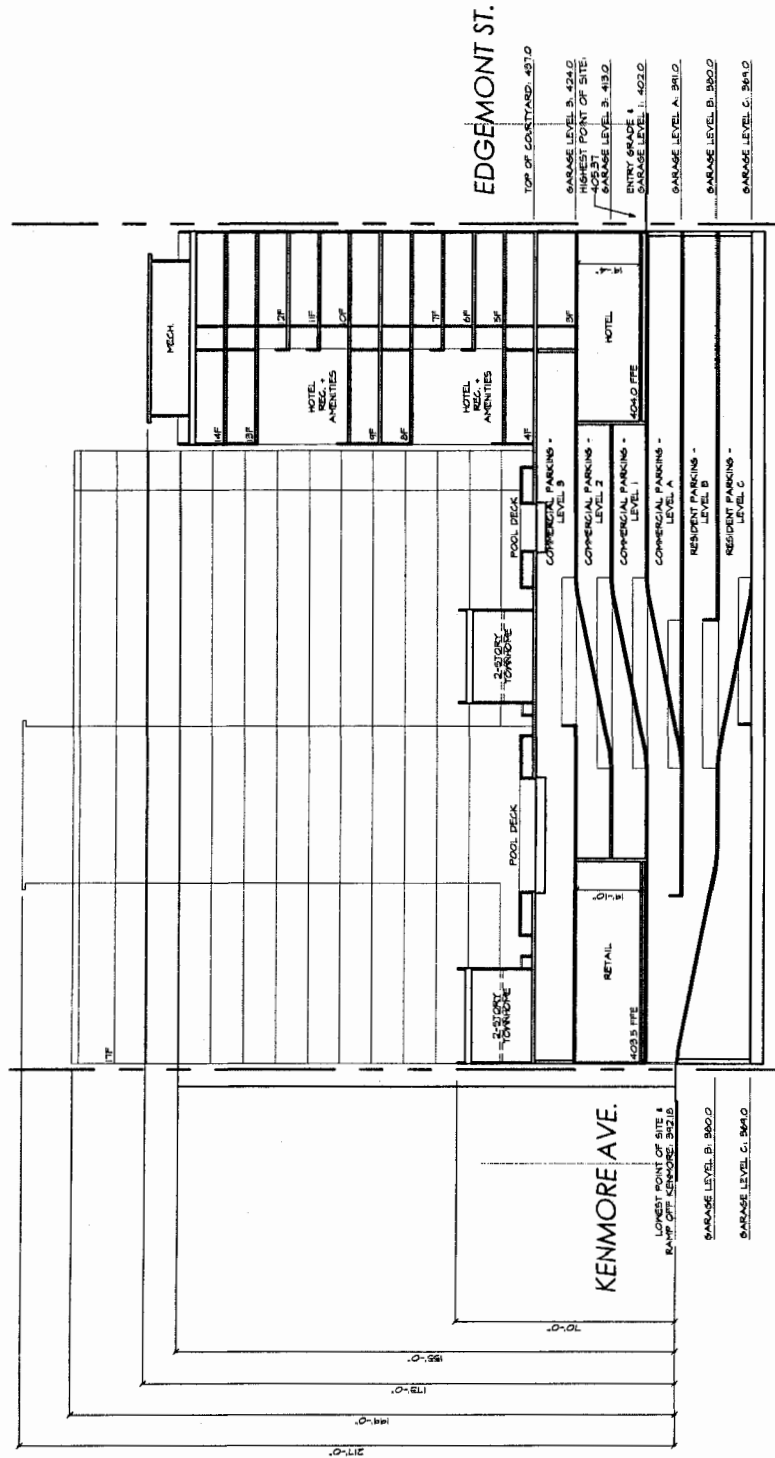 EDGEMONT ST.
TOP OF COURTYARD: 437.0
GARAGE LEVEL 3: 424.0
HIGHEST POINT OF SITE:
405.37
GARAGE LEVEL 2: 413.0
ENTRY GRADE &
GARAGE LEVEL 1: 402.0
GARAGE LEVEL A: 391.0
GARAGE LEVEL B: 380.0
GARAGE LEVEL C: 369.0
MECH.
14F
13F
12F
11F
10F
9F
8F
7F
6F
5F
4F
3F
HOTEL
REC. +
AMENITIES
HOTEL
REC. +
AMENITIES
HOTEL
404.0 FFE
17F
POOL DECK
2-STORY
TOWNHOME
POOL DECK
2-STORY
TOWNHOME
COMMERCIAL PARKING -
LEVEL 3
COMMERCIAL PARKING -
LEVEL 2
COMMERCIAL PARKING -
LEVEL 1
COMMERCIAL PARKING -
LEVEL A
RESIDENT PARKING -
LEVEL B
RESIDENT PARKING -
LEVEL C
RETAIL
19'-10"
403.5 FFE
KENMORE AVE.
LOWEST POINT OF SITE &
RAMP OFF KENMORE: 392.18
GARAGE LEVEL B: 380.0
GARAGE LEVEL C: 369.0
70'-0"
155'-0"
173'-0"
199'-0"
217'-0"